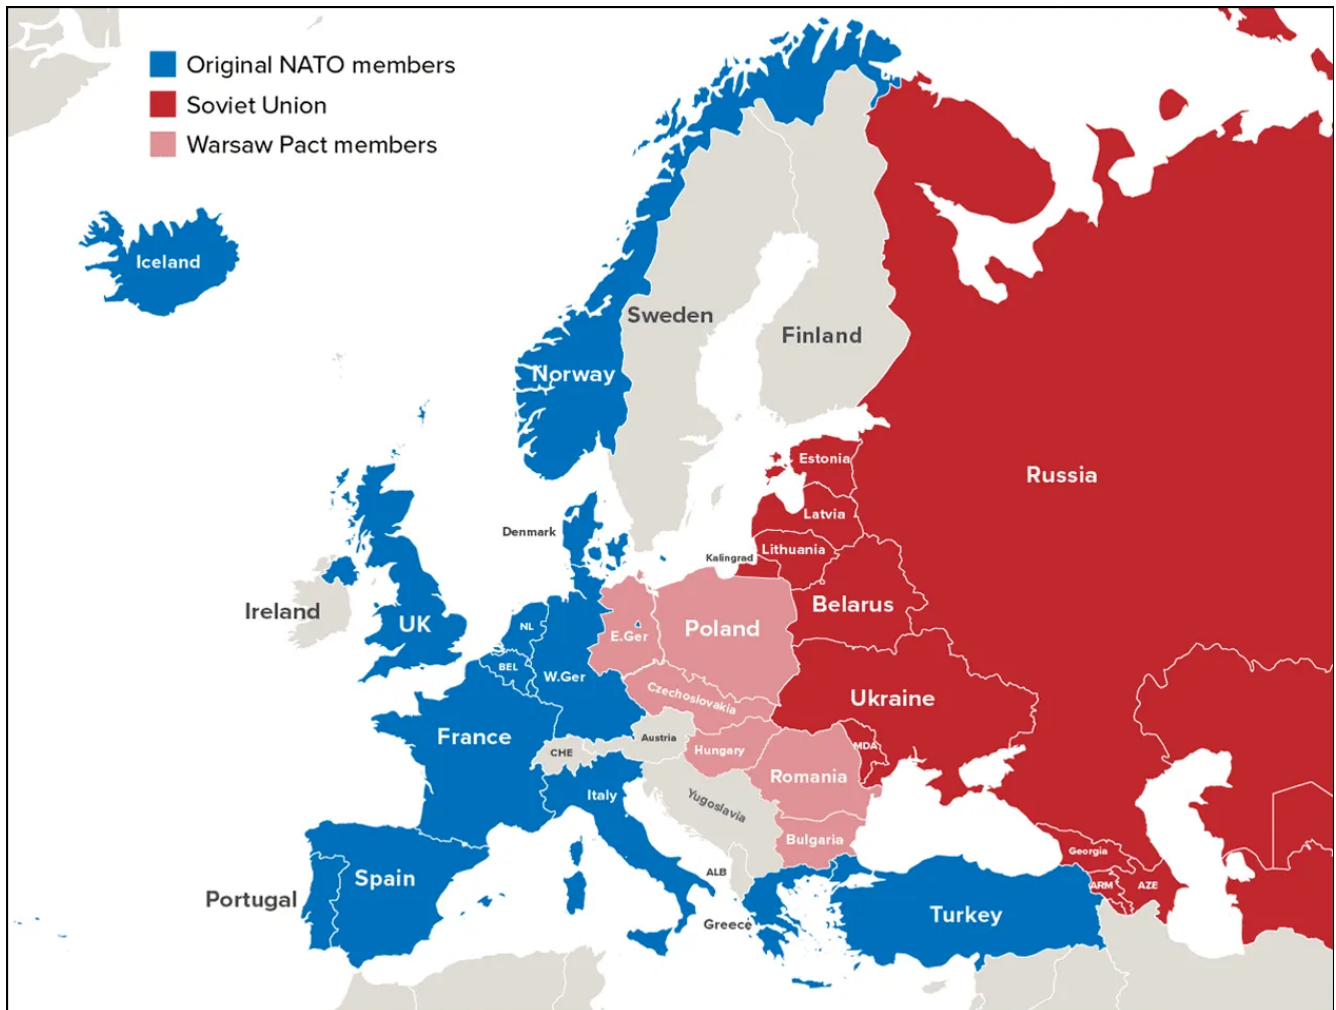 Original NATO members
Soviet Union
Warsaw Pact members
Iceland
Sweden
Finland
Norway
Estonia
Russia
Latvia
Denmark
Lithuania
Kalingrad
Belarus
Ireland
UK
NL
E.Ger
Poland
BEL
W.Ger
Czechoslovakia
Ukraine
France
CHE
Austria
Hungary
MDA
Romania
Italy
Yugoslavia
Bulgaria
Georgia
ALB
Spain
ARM
AZE
Portugal
Greece
Turkey